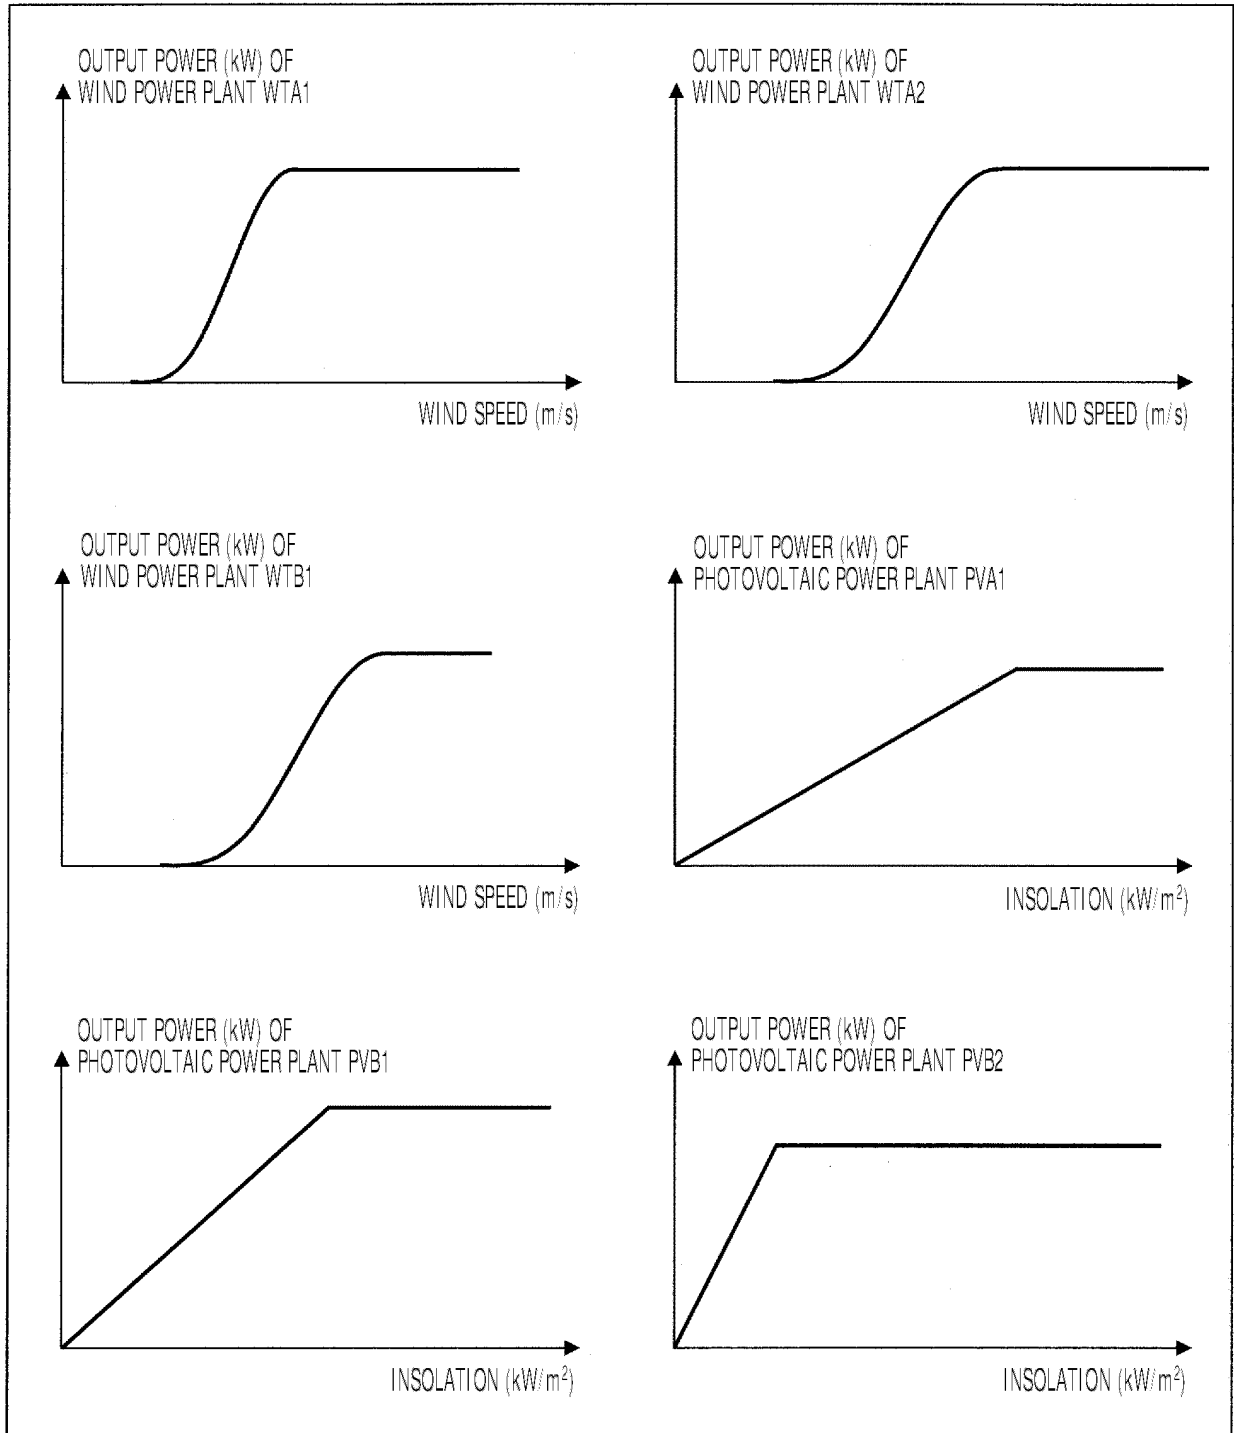 OUTPUT POWER (kW) OF
WIND POWER PLANT WTA1
WIND SPEED (m/s)
OUTPUT POWER (kW) OF
WIND POWER PLANT WTA2
WIND SPEED (m/s)
OUTPUT POWER (kW) OF
WIND POWER PLANT WTB1
WIND SPEED (m/s)
OUTPUT POWER (kW) OF
PHOTOVOLTAIC POWER PLANT PVA1
INSOLATION (kW/m²)
OUTPUT POWER (kW) OF
PHOTOVOLTAIC POWER PLANT PVB1
INSOLATION (kW/m²)
OUTPUT POWER (kW) OF
PHOTOVOLTAIC POWER PLANT PVB2
INSOLATION (kW/m²)